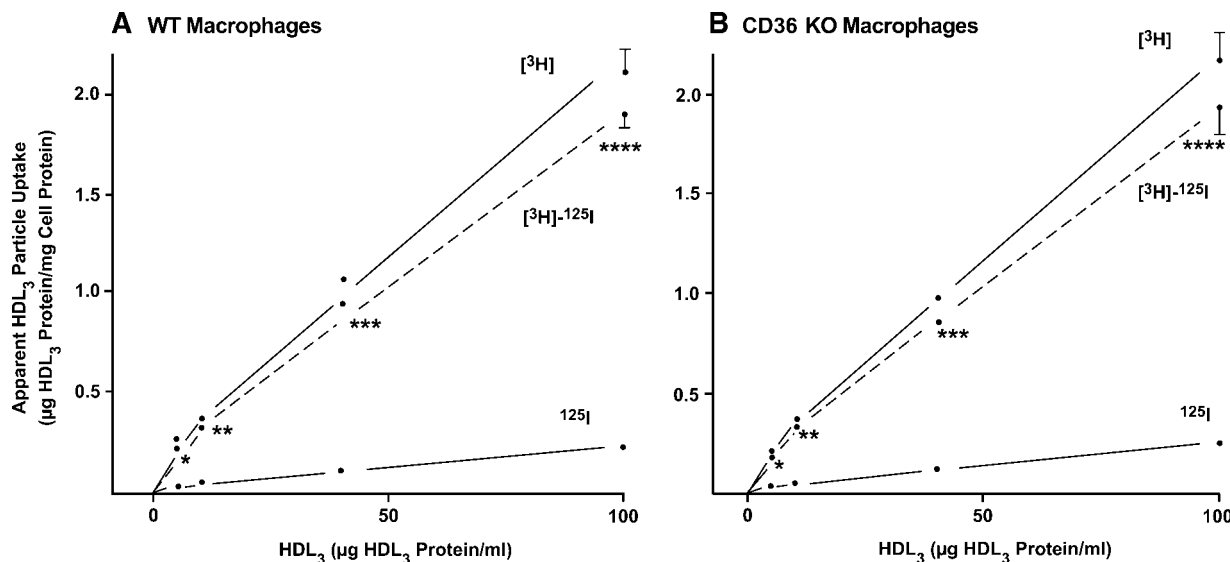 A WT Macrophages
B CD36 KO Macrophages
Apparent HDL₃ Particle Uptake
(µg HDL₃ Protein/mg Cell Protein)
2.0
1.5
1.0
0.5
[³H]
****
[³H]-¹²⁵I
***
**
*
¹²⁵I
0
50
100
HDL₃ (µg HDL₃ Protein/ml)
2.0
1.5
1.0
0.5
[³H]
****
[³H]-¹²⁵I
***
**
*
¹²⁵I
0
50
100
HDL₃ (µg HDL₃ Protein/ml)